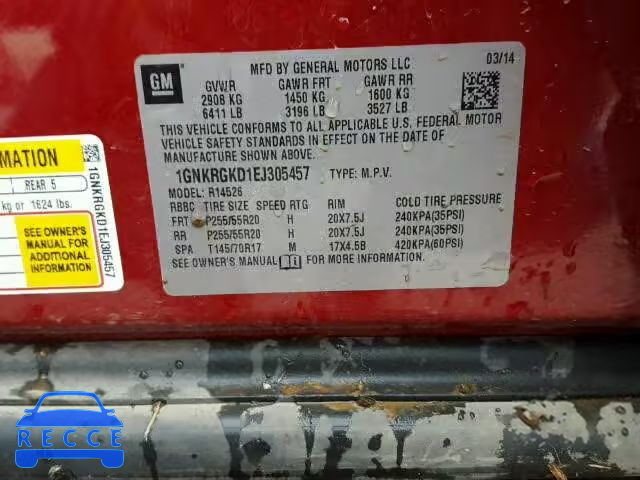 GM
MFD BY GENERAL MOTORS LLC
03/14
GVWR GAWR FRT GAWR RR
2908 KG 1450 KG 1600 KG
6411 LB 3196 LB 3527 LB
THIS VEHICLE CONFORMS TO ALL APPLICABLE U.S. FEDERAL MOTOR
VEHICLE SAFETY STANDARDS IN EFFECT ON THE DATE OF
MANUFACTURE SHOWN ABOVE.
1GNKRGKD1EJ305457 TYPE: M.P.V.
MODEL: R14526
RBBC TIRE SIZE SPEED RTG RIM COLD TIRE PRESSURE
FRT P255/55R20 H 20X7.5J 240KPA(35PSI)
RR P255/55R20 H 20X7.5J 240KPA(35PSI)
SPA T145/70R17 M 17X4.5B 420KPA(60PSI)
SEE OWNER'S MANUAL FOR MORE INFORMATION.
REAR 5
kg or 1624 lbs.
SEE OWNER'S
MANUAL FOR
ADDITIONAL
INFORMATION
1GNKRGKD1EJ305457
RECCE